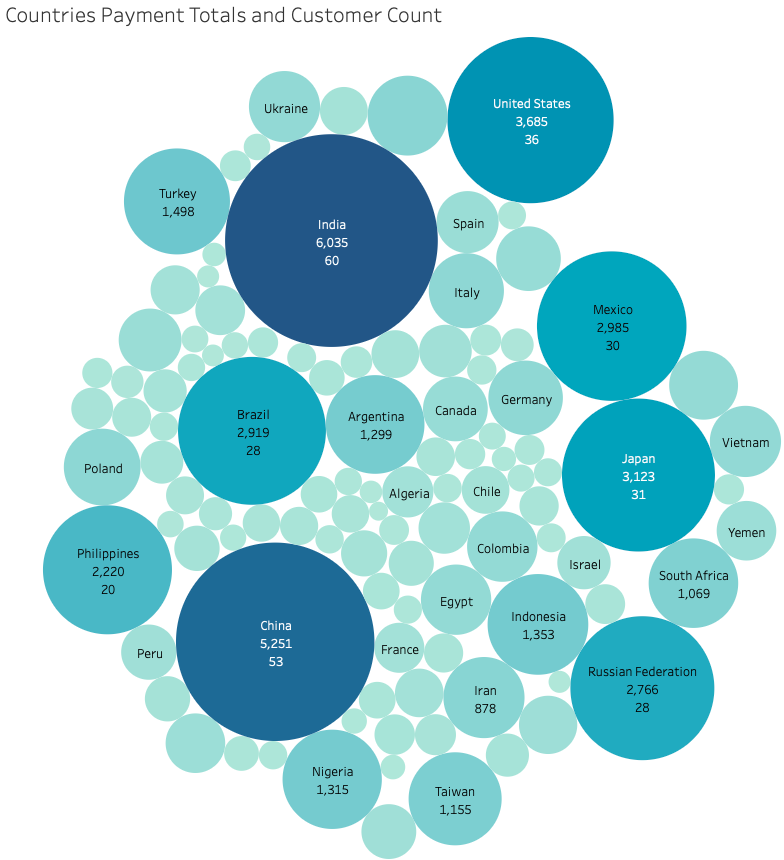 Countries Payment Totals and Customer Count
United States
3,685
36
Ukraine
Turkey
1,498
India
6,035
60
Spain
Italy
Mexico
2,985
30
Brazil
2,919
28
Argentina
1,299
Canada
Germany
Vietnam
Japan
3,123
31
Poland
Algeria
Chile
Yemen
Philippines
2,220
20
Colombia
Israel
South Africa
1,069
Egypt
Indonesia
1,353
China
5,251
53
Peru
France
Russian Federation
2,766
28
Iran
878
Nigeria
1,315
Taiwan
1,155